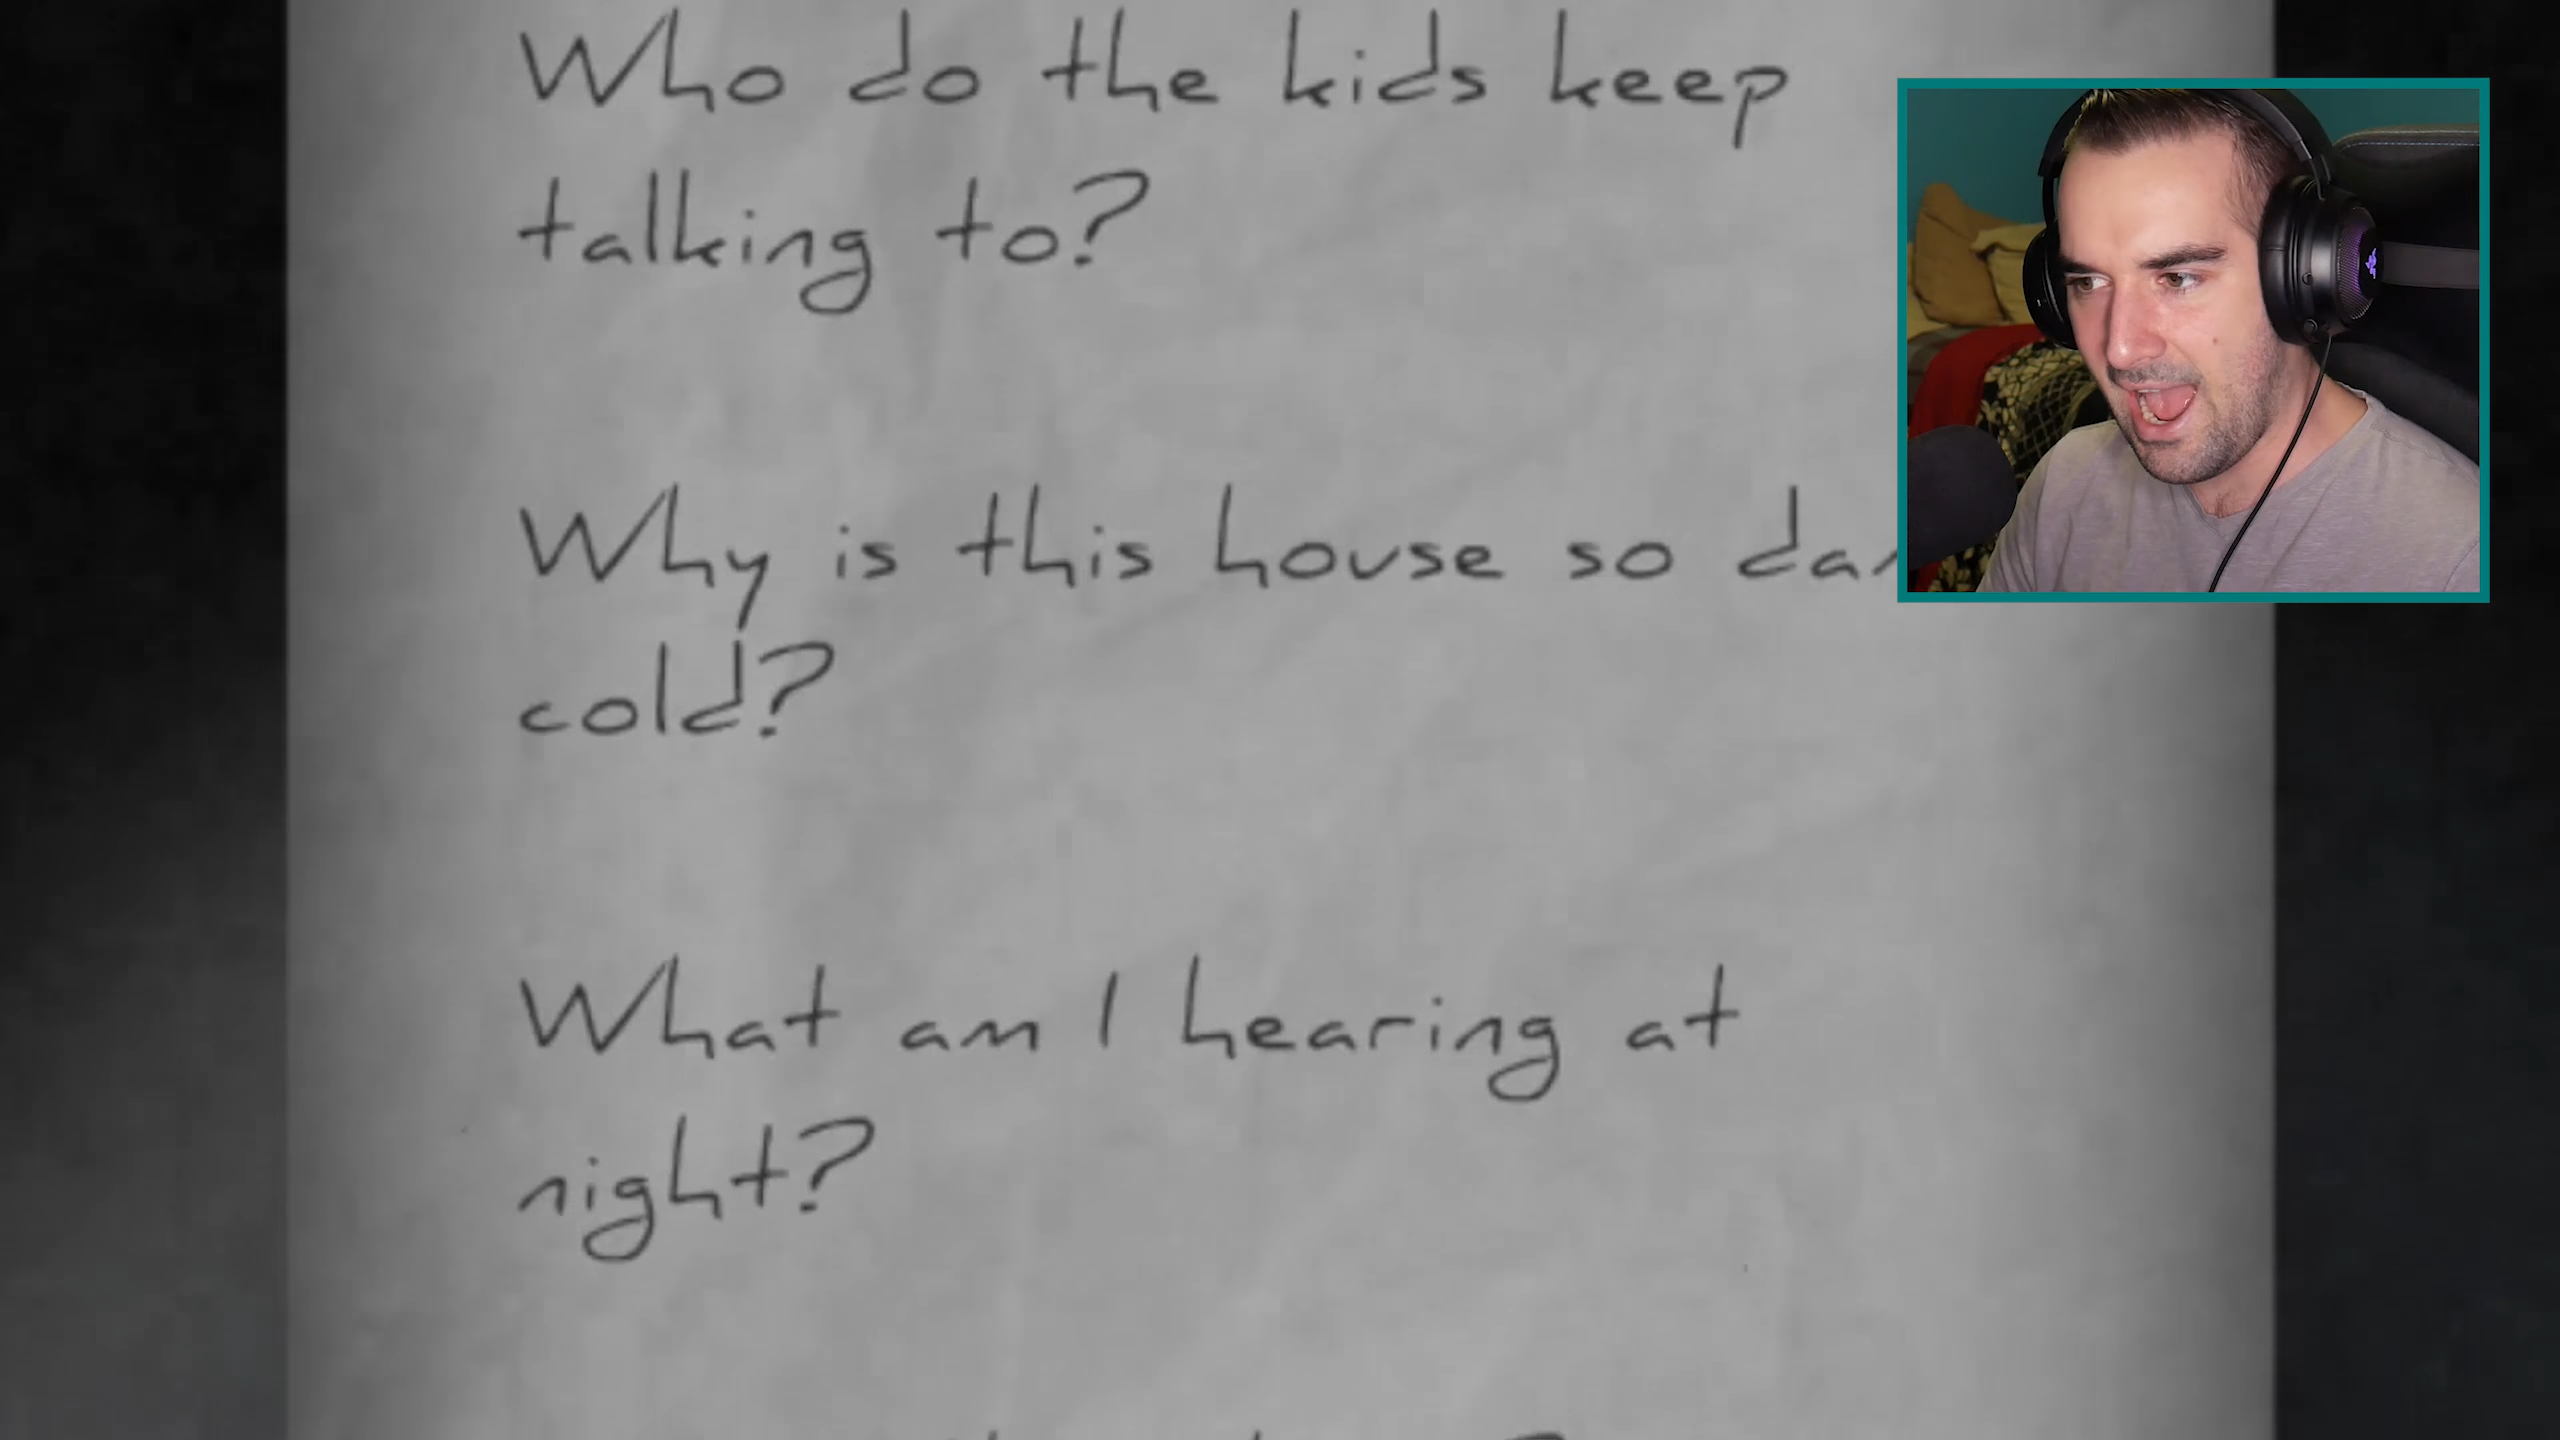 Who do the kids keep
talking to?
Why is this house so
cold?
What am I hearing at
night?